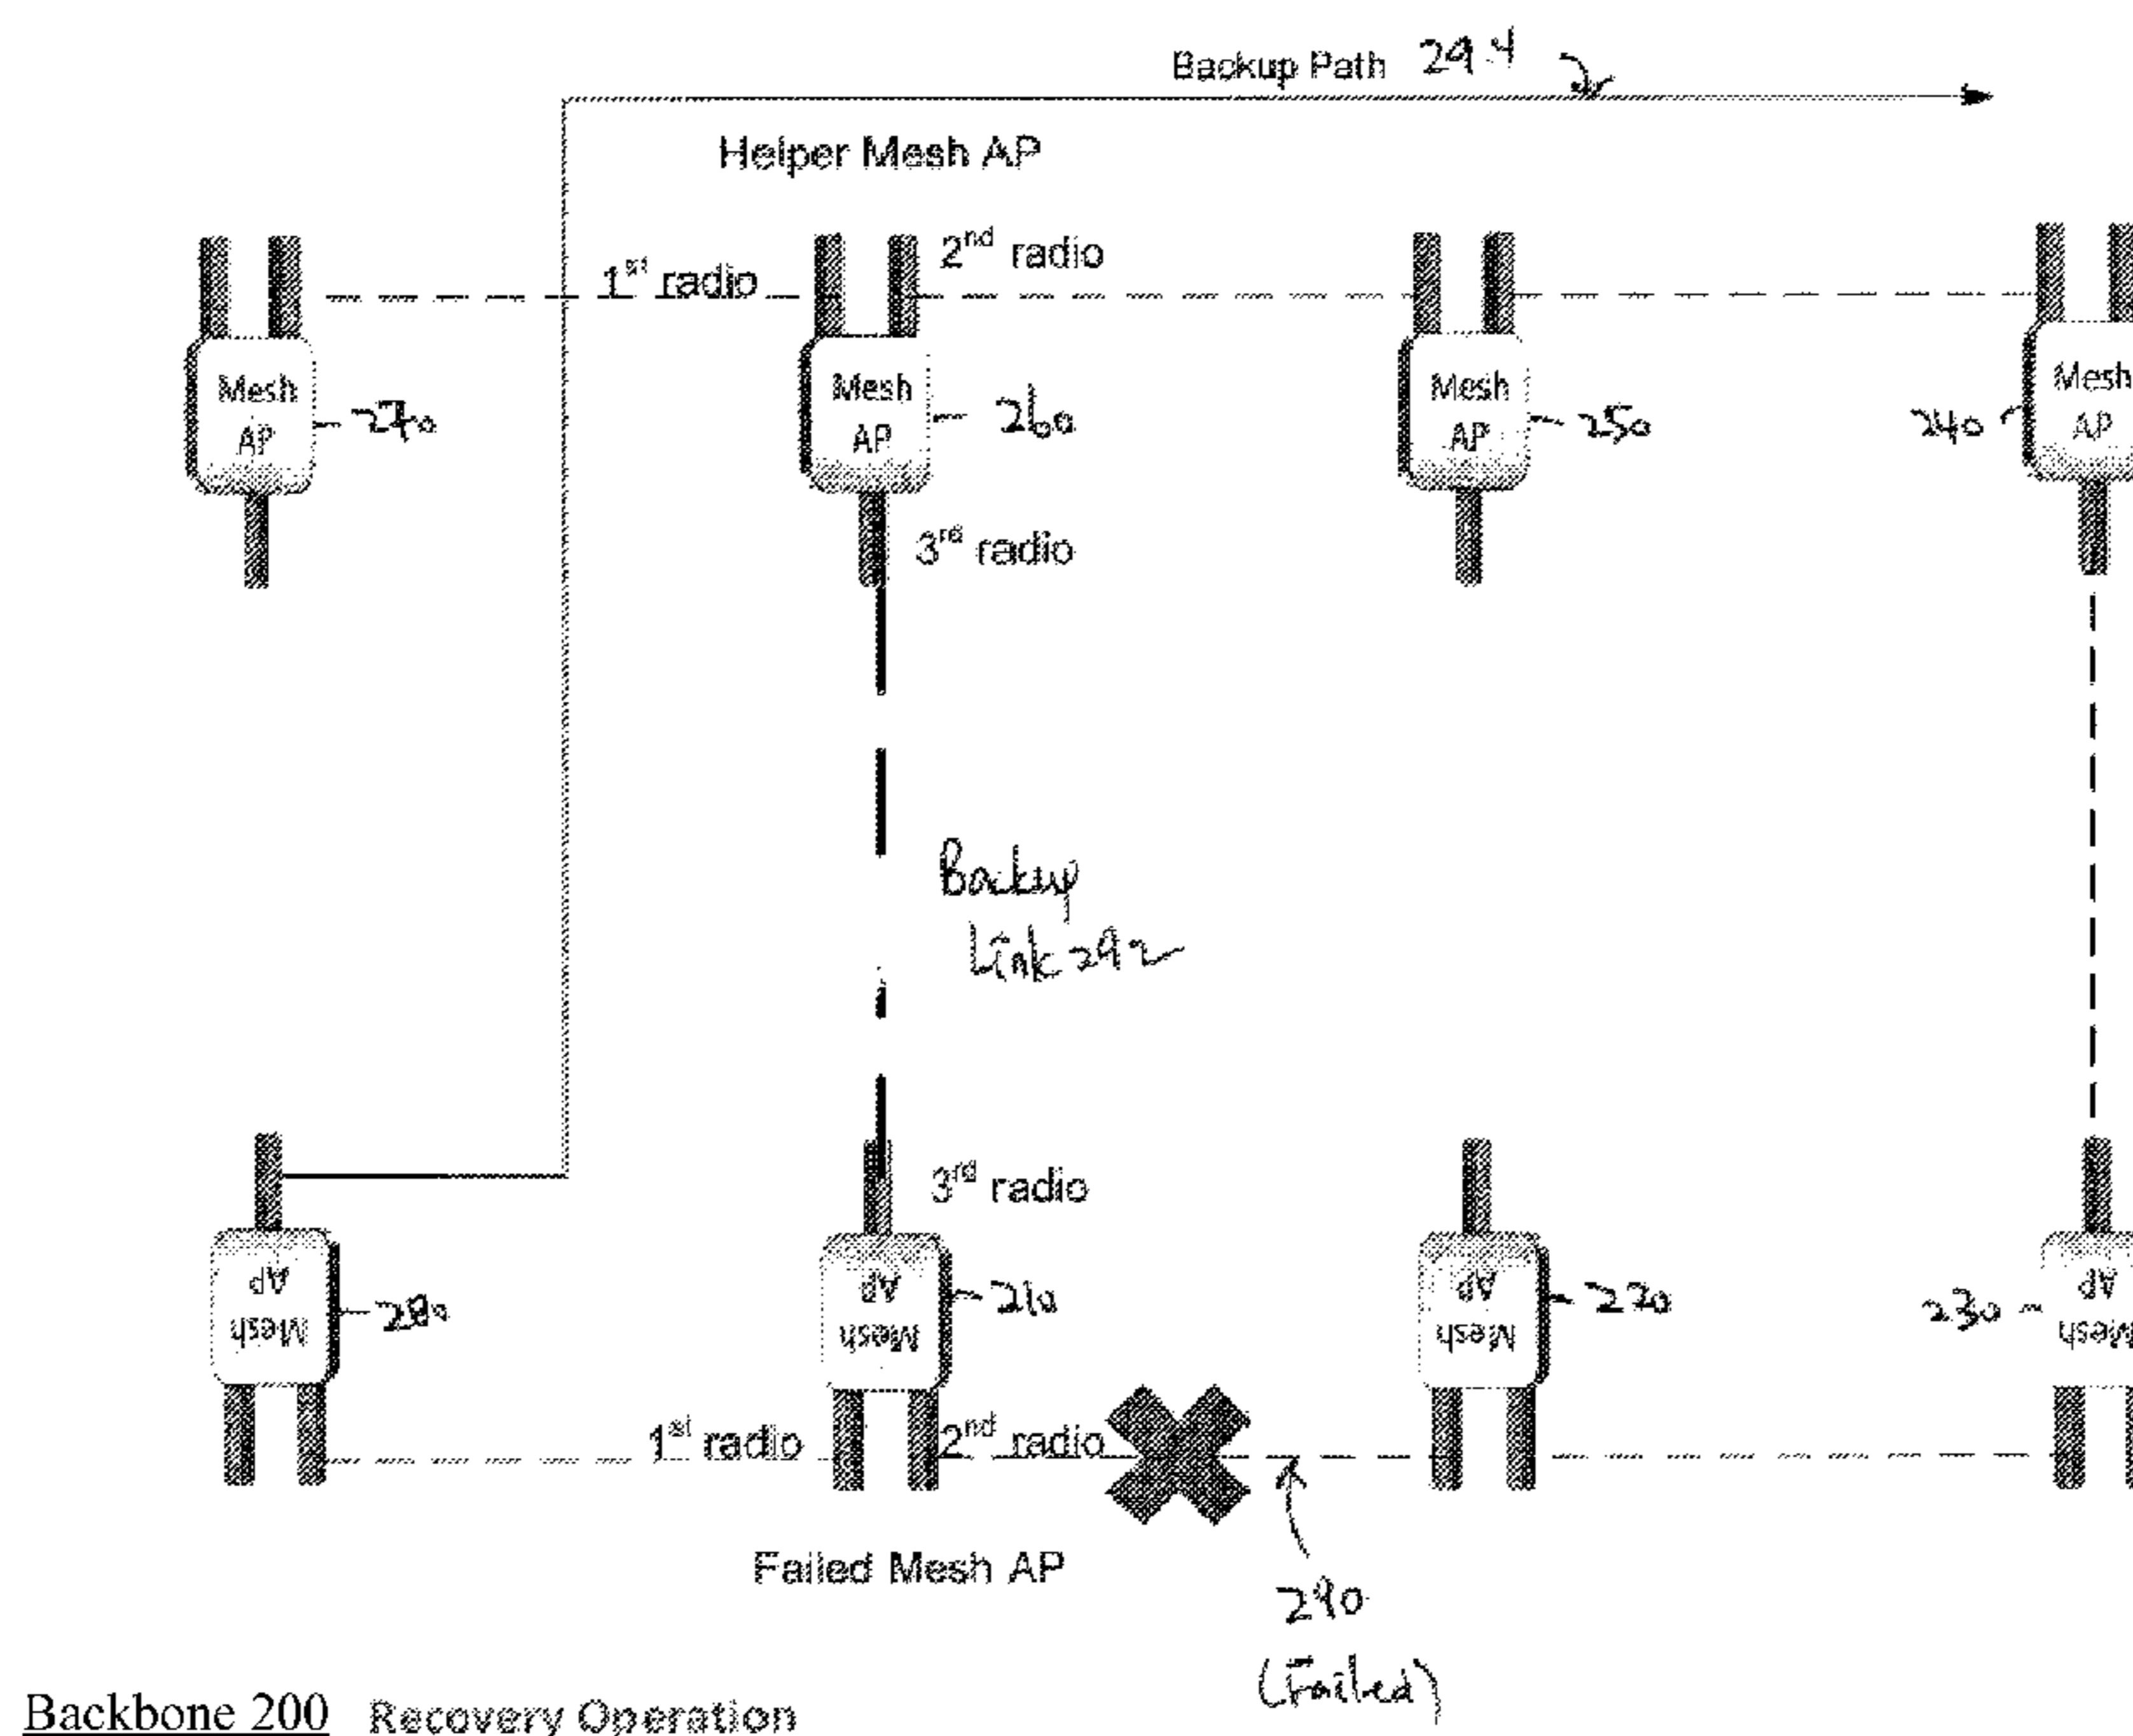 Backup Path 294
Helper Mesh AP
1st radio
2nd radio
Mesh
AP
270
Mesh
AP
260
Mesh
AP
250
240
Mesh
AP
3rd radio
Backup
Link 292
3rd radio
AP
Mesh
280
AP
Mesh
210
AP
Mesh
220
230
AP
Mesh
1st radio
2nd radio
Failed Mesh AP
290
(Failed)
Backbone 200 Recovery Operation